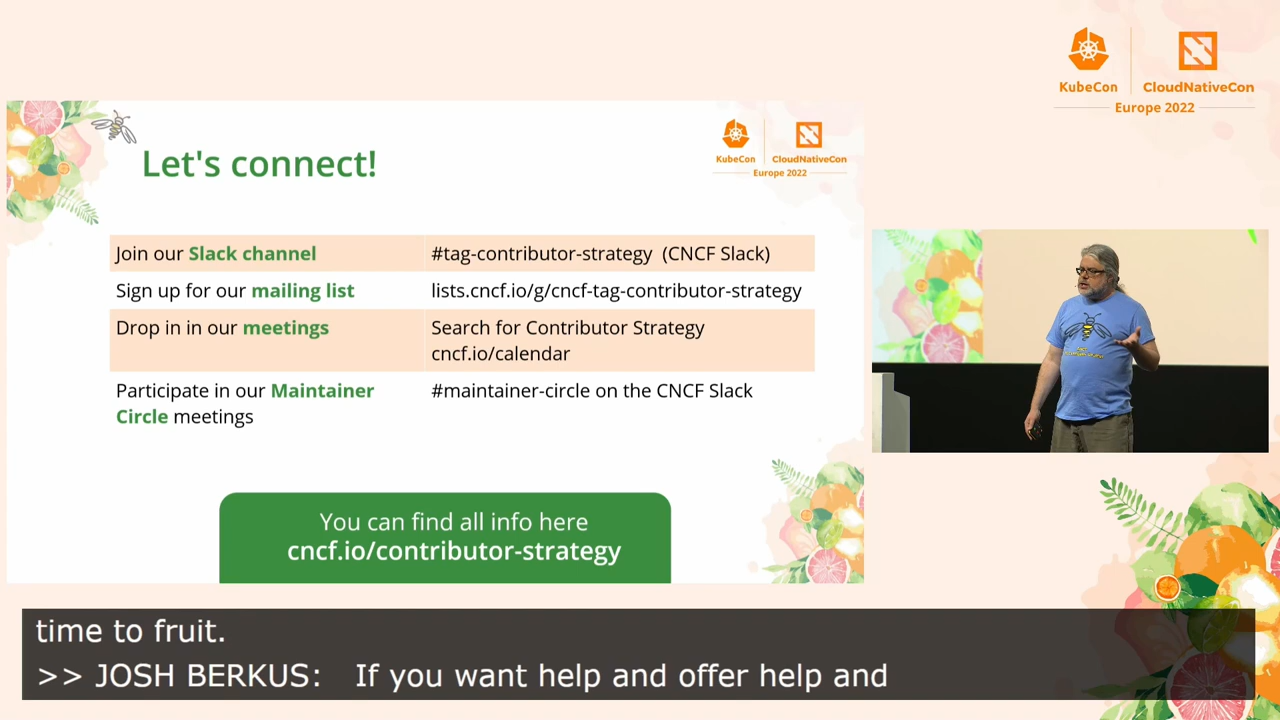 KubeCon
CloudNativeCon
Europe 2022
Let's connect!
KubeCon
CloudNativeCon
Europe 2022
Join our Slack channel
#tag-contributor-strategy (CNCF Slack)
Sign up for our mailing list
lists.cncf.io/g/cncf-tag-contributor-strategy
Drop in in our meetings
Search for Contributor Strategy
cncf.io/calendar
Participate in our Maintainer
Circle meetings
#maintainer-circle on the CNCF Slack
You can find all info here
cncf.io/contributor-strategy
time to fruit.
>> JOSH BERKUS: If you want help and offer help and